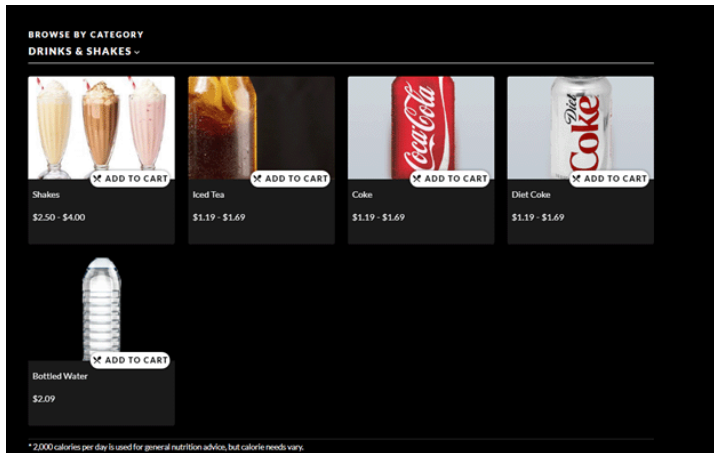 BROWSE BY CATEGORY
DRINKS & SHAKES
Coca-Cola
Diet
Coke
ADD TO CART
ADD TO CART
ADD TO CART
ADD TO CART
Shakes
Iced Tea
Coke
Diet Coke
$2.50 - $4.00
$1.19 - $1.69
$1.19 - $1.69
$1.19 - $1.69
ADD TO CART
Bottled Water
$2.09
* 2,000 calories per day is used for general nutrition advice, but calorie needs vary.